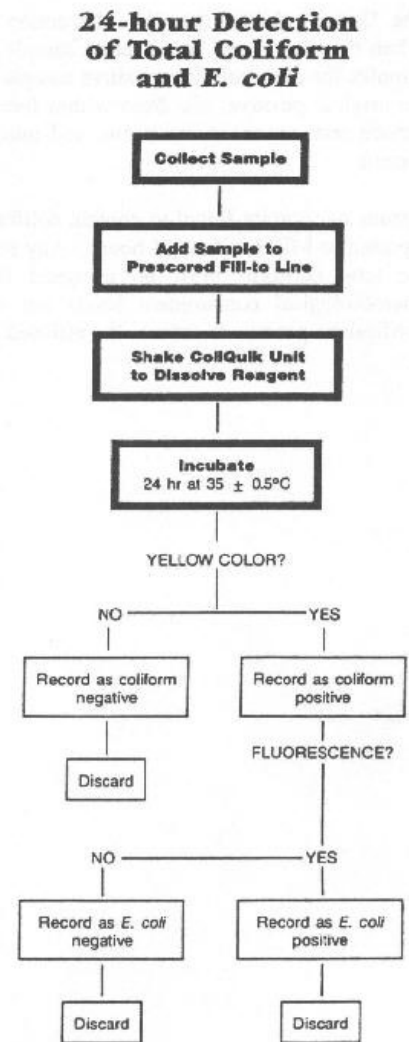 24-hour Detection
of Total Coliform
and E. coli
Collect Sample
Add Sample to
Prescored Fill-to Line
Shake ColiQuik Unit
to Dissolve Reagent
Incubate
24 hr at 35 ± 0.5ºC
YELLOW COLOR?
NO
YES
Record as coliform
negative
Record as coliform
positive
Discard
FLUORESCENCE?
NO
YES
Record as E. coli
negative
Record as E. coli
positive
Discard
Discard